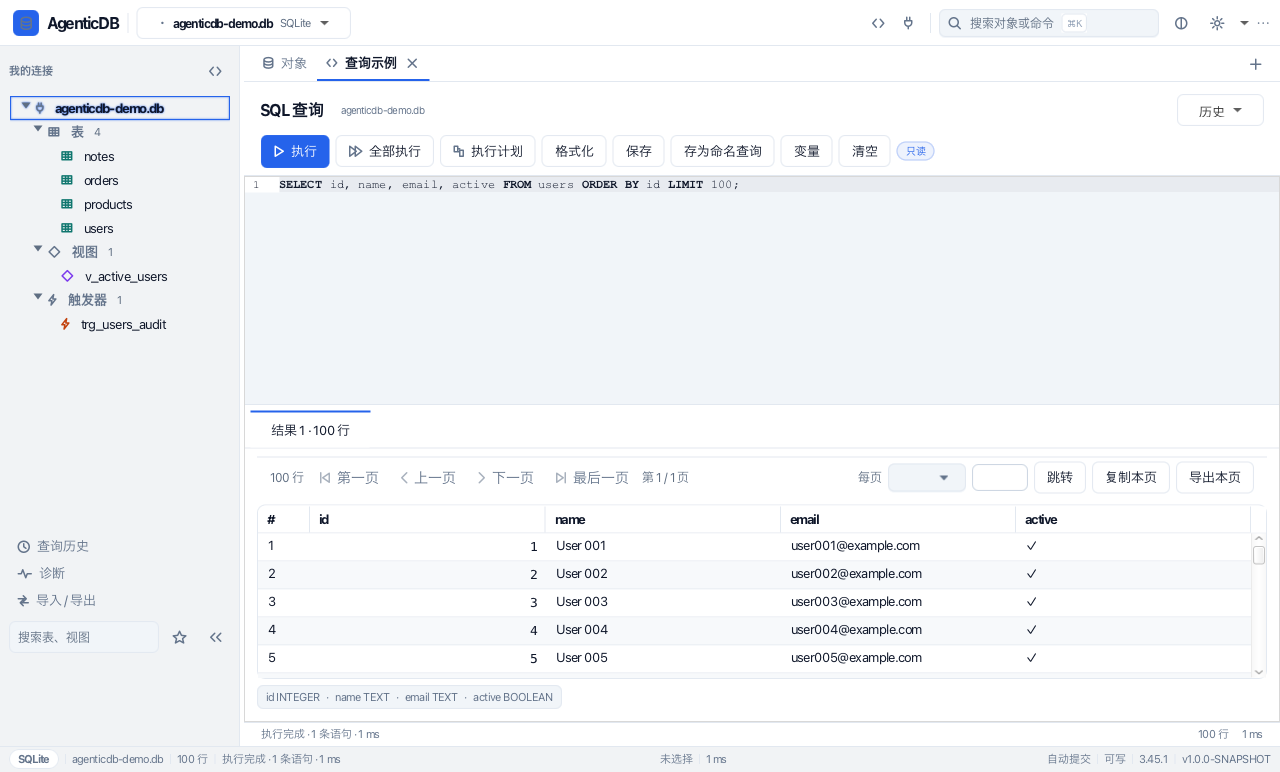 AgenticDB agenticdb-demo.db SQLite 搜索对象或命令 ⌘K
我的连接
agenticdb-demo.db
表 4
notes
orders
products
users
视图 1
v_active_users
触发器 1
trg_users_audit
查询历史
诊断
导入 / 导出
搜索表、视图
对象 查询示例
SQL 查询 agenticdb-demo.db 历史
执行 全部执行 执行计划 格式化 保存 存为命名查询 变量 清空 只读
1 SELECT id, name, email, active FROM users ORDER BY id LIMIT 100;
结果 1 · 100 行
100 行 第一页 上一页 下一页 最后一页 第 1 / 1 页 每页 跳转 复制本页 导出本页
# id name email active
1 1 User 001 user001@example.com ✓
2 2 User 002 user002@example.com ✓
3 3 User 003 user003@example.com ✓
4 4 User 004 user004@example.com ✓
5 5 User 005 user005@example.com ✓
id INTEGER · name TEXT · email TEXT · active BOOLEAN
执行完成 · 1 条语句 · 1 ms 100 行 1 ms
SQLite agenticdb-demo.db 100 行 执行完成 · 1 条语句 · 1 ms 未选择 1 ms 自动提交 可写 3.45.1 v1.0.0-SNAPSHOT